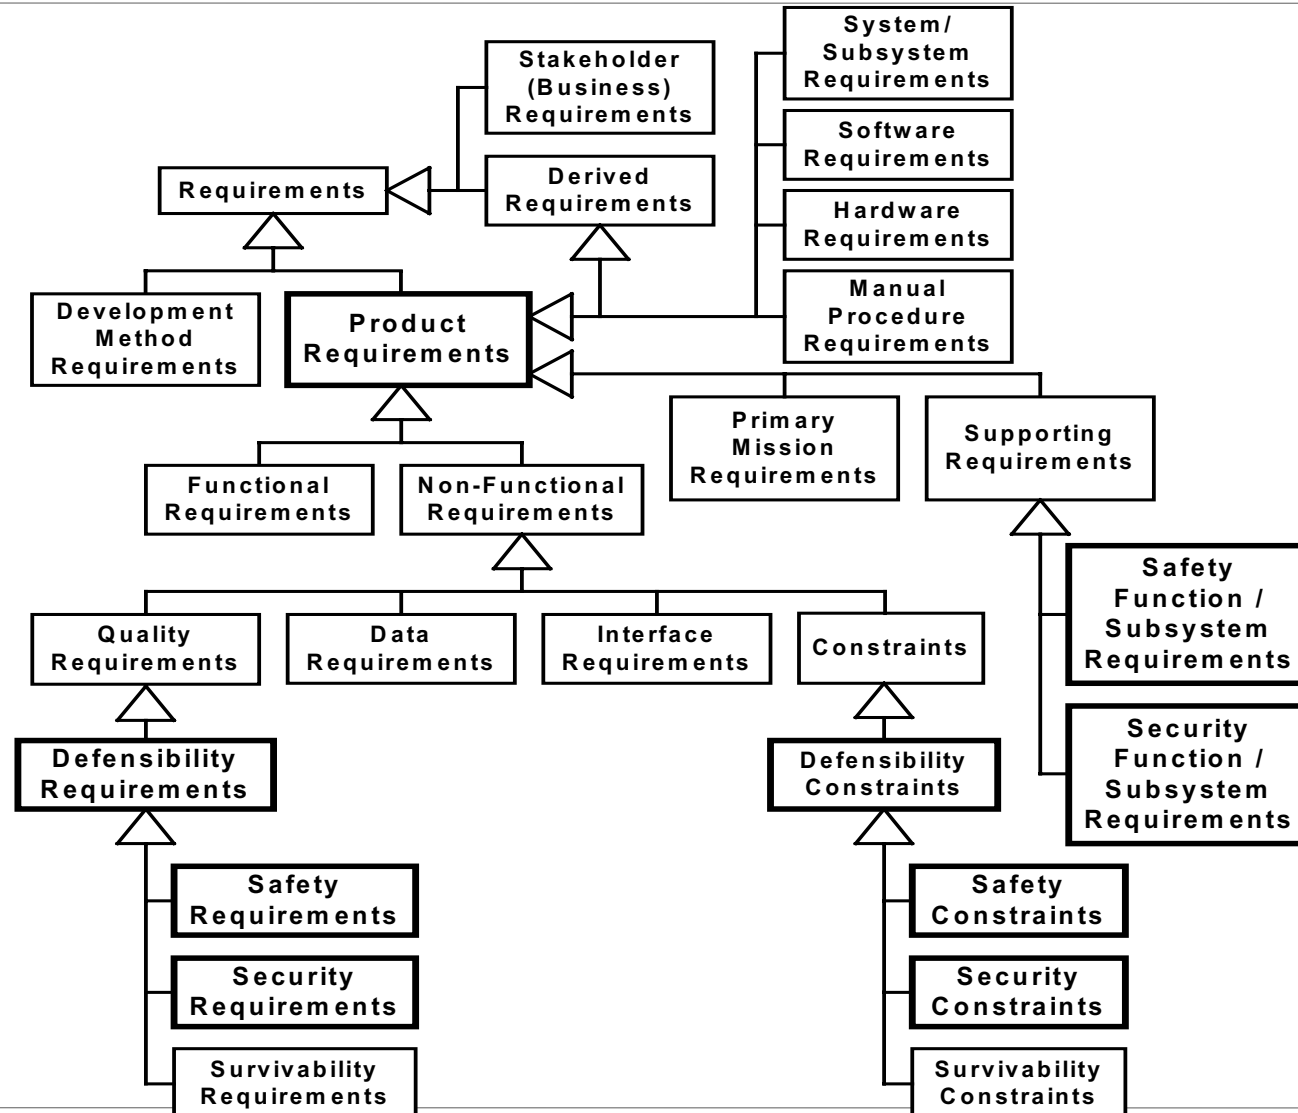 System/
Subsystem
Requirements
Stakeholder
(Business)
Requirements
Software
Requirements
Requirements
Derived
Requirements
Hardware
Requirements
Development
Method
Requirements
Product
Requirements
Manual
Procedure
Requirements
Primary
Mission
Requirements
Supporting
Requirements
Functional
Requirements
Non-Functional
Requirements
Safety
Function /
Subsystem
Requirements
Quality
Requirements
Data
Requirements
Interface
Requirements
Constraints
Security
Function /
Subsystem
Requirements
Defensibility
Requirements
Defensibility
Constraints
Safety
Requirements
Safety
Constraints
Security
Requirements
Security
Constraints
Survivability
Requirements
Survivability
Constraints